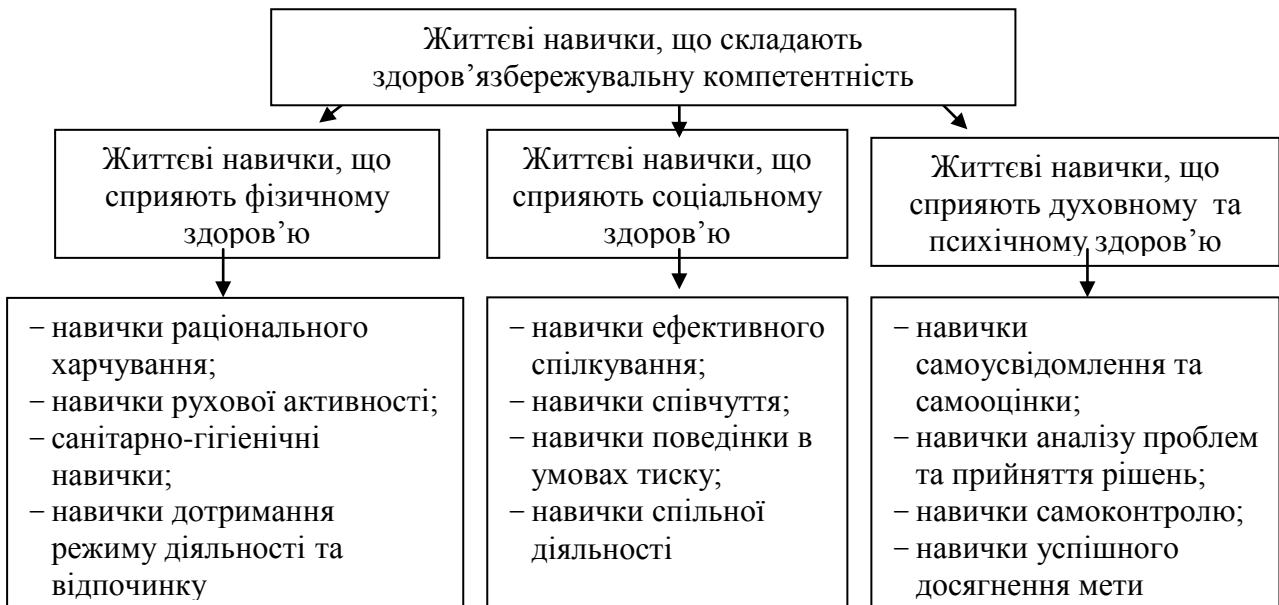 Життєві навички, що складають
здоров’язбережувальну компетентність
Життєві навички, що
сприяють фізичному
здоров’ю
Життєві навички, що
сприяють соціальному
здоров’ю
Життєві навички, що
сприяють духовному та
психічному здоров’ю
− навички раціонального
харчування;
− навички рухової активності;
− санітарно-гігієнічні
навички;
− навички дотримання
режиму діяльності та
відпочинку
− навички ефективного
спілкування;
− навички співчуття;
− навички поведінки в
умовах тиску;
− навички спільної
діяльності
− навички
самоусвідомлення та
самооцінки;
− навички аналізу проблем
та прийняття рішень;
− навички самоконтролю;
− навички успішного
досягнення мети